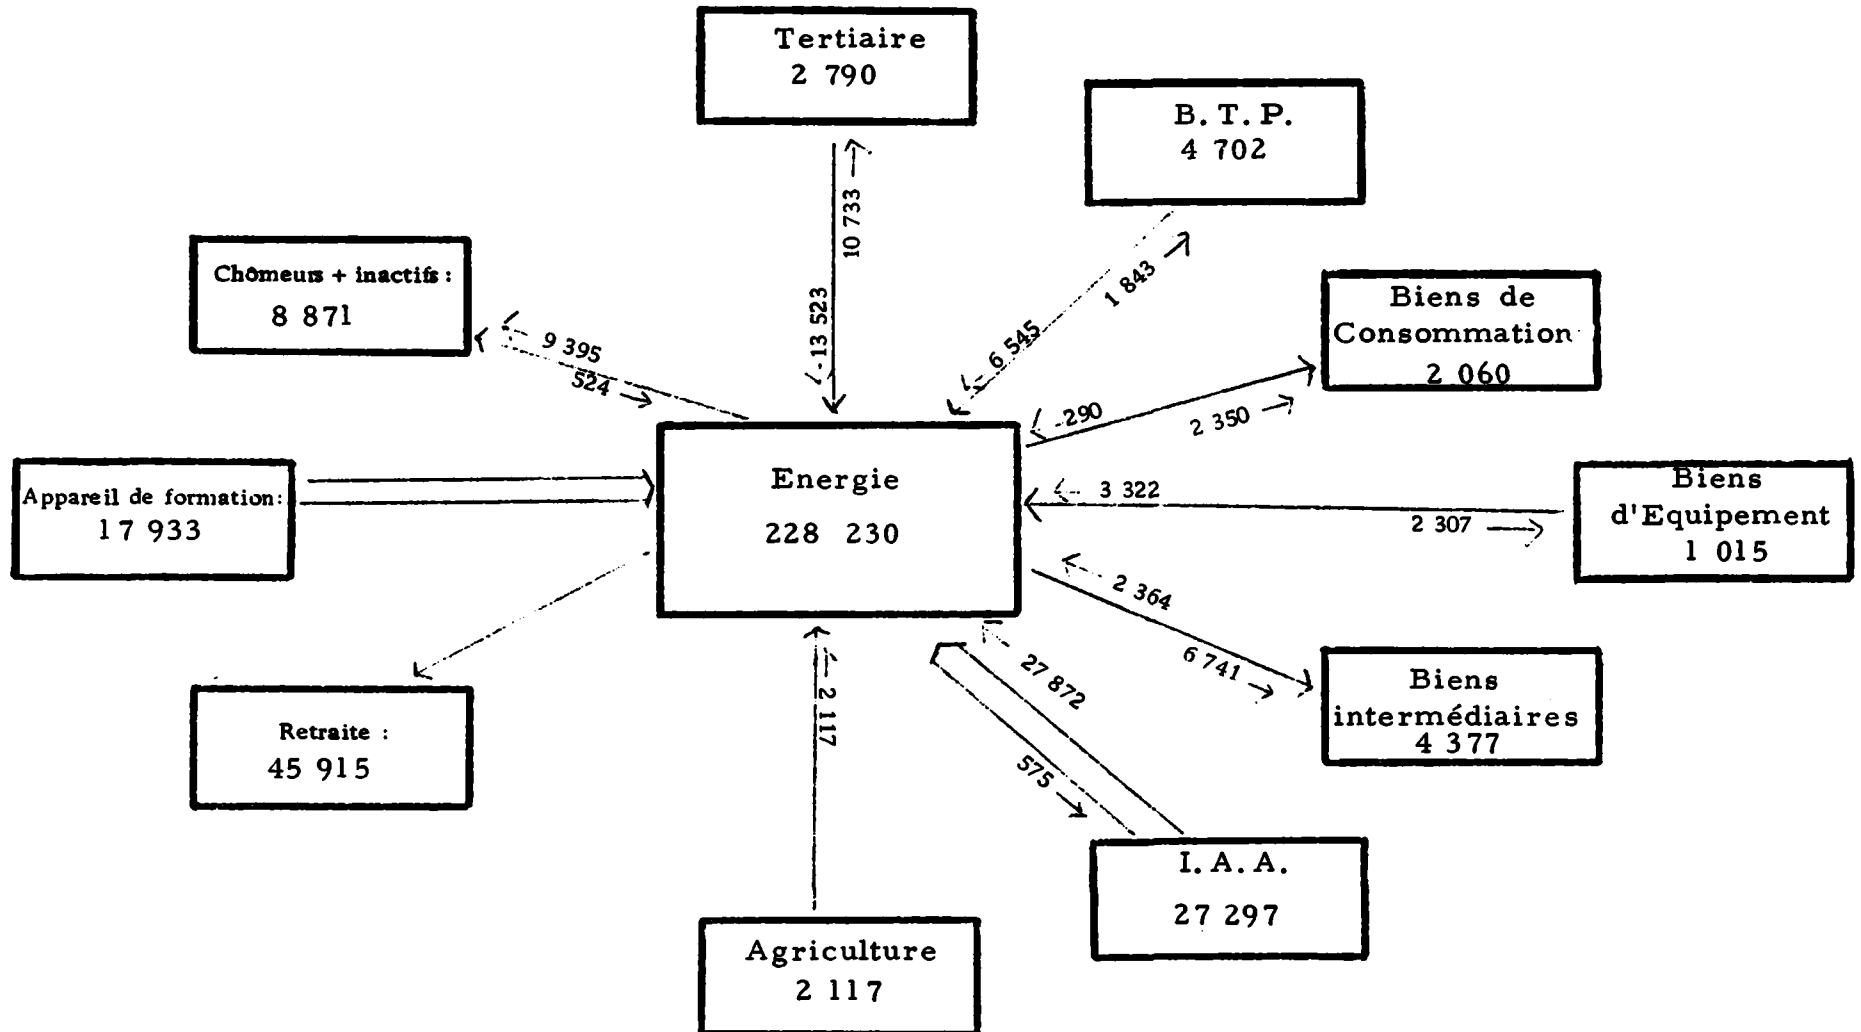 Tertiaire
2 790
B. T. P.
4 702
10 733
-13 523
1 843
6 545
Chômeurs + inactifs :
8 871
9 395
524
Biens de
Consommation
2 060
290
2 350
Energie
228 230
Appareil de formation:
17 933
3 322
2 307
Biens
d'Equipement
1 015
2 364
6 741
Biens
intermédiaires
4 377
Retraite :
45 915
2 117
27 872
575
I. A. A.
27 297
Agriculture
2 117